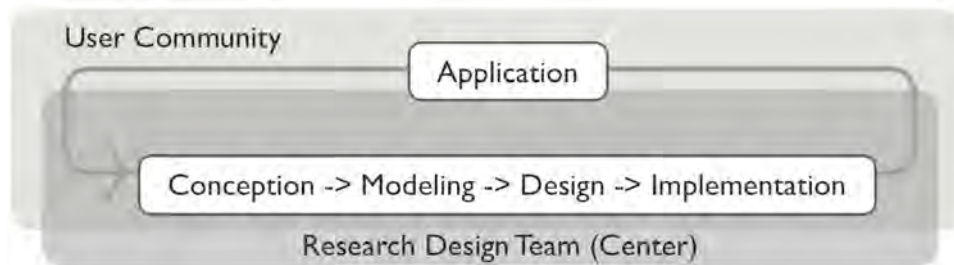 User Community
Application
Conception -> Modeling -> Design -> Implementation
Research Design Team (Center)